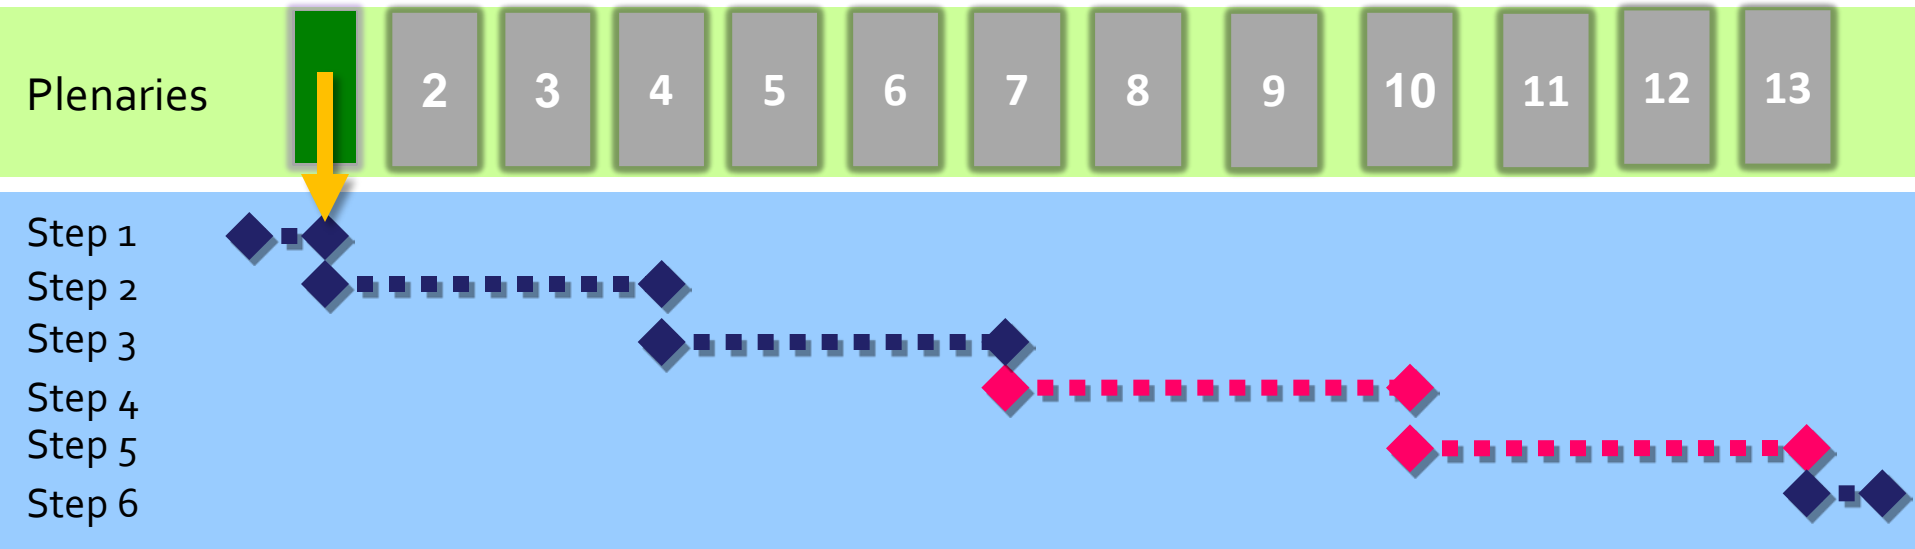 Plenaries 2 3 4 5 6 7 8 9 10 11 12 13
Step 1
Step 2
Step 3
Step 4
Step 5
Step 6